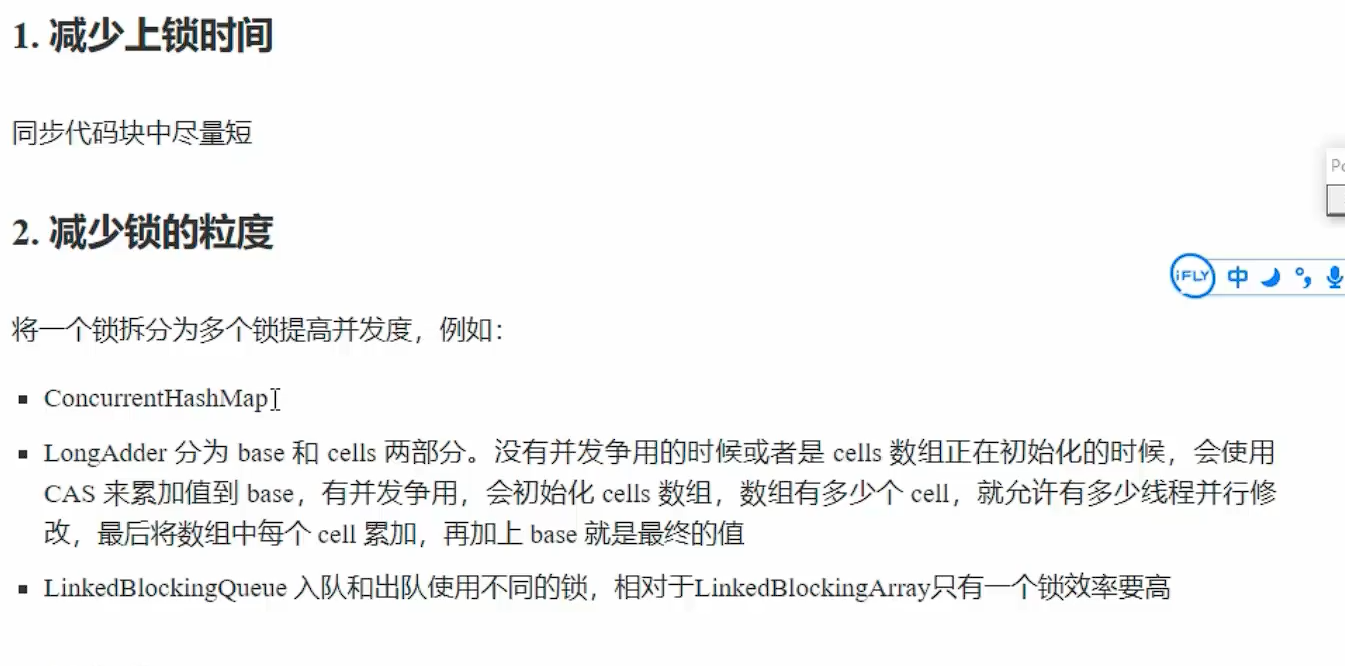 1. 减少上锁时间
同步代码块中尽量短
Po
2. 减少锁的粒度
iFLY 中
将一个锁拆分为多个锁提高并发度，例如：
ConcurrentHashMap
LongAdder 分为 base 和 cells 两部分。没有并发争用的时候或者是 cells 数组正在初始化的时候，会使用
CAS 来累加值到 base，有并发争用，会初始化 cells 数组，数组有多少个 cell，就允许有多少线程并行修
改，最后将数组中每个 cell 累加，再加上 base 就是最终的值
LinkedBlockingQueue 入队和出队使用不同的锁，相对于LinkedBlockingArray只有一个锁效率要高